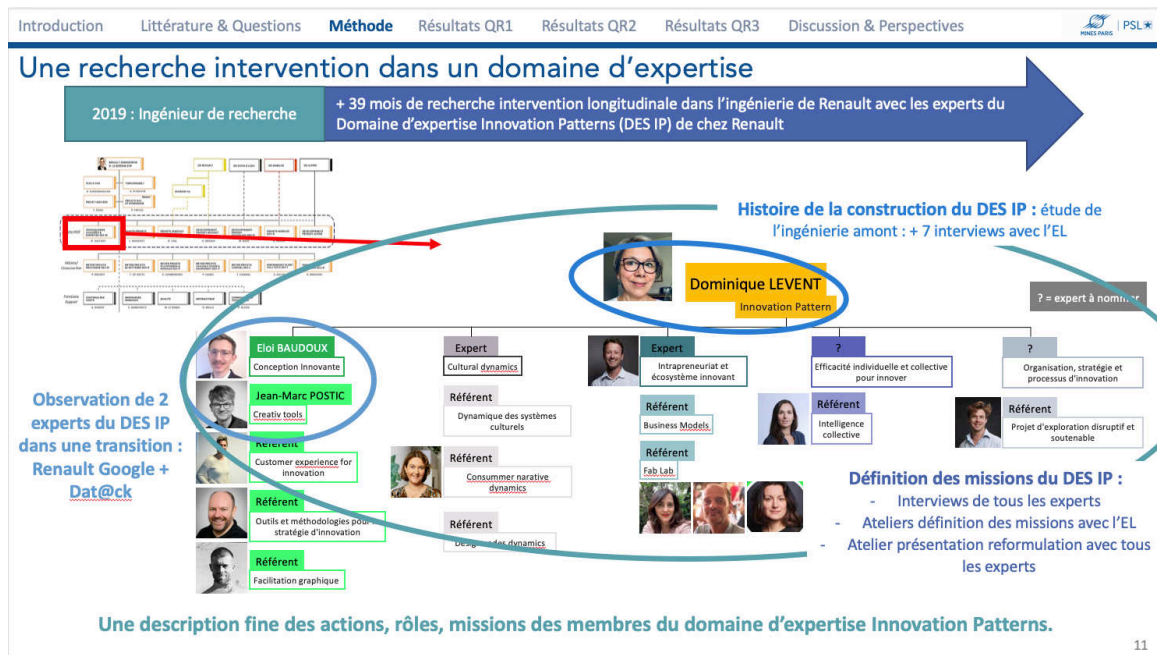 Introduction Littérature & Questions Méthode Résultats QR1 Résultats QR2 Résultats QR3 Discussion & Perspectives
MINES PARIS | PSL
Une recherche intervention dans un domaine d'expertise
2019 : Ingénieur de recherche
+ 39 mois de recherche intervention longitudinale dans l'ingénierie de Renault avec les experts du
Domaine d'expertise Innovation Patterns (DES IP) de chez Renault
Histoire de la construction du DES IP : étude de
l'ingénierie amont : + 7 interviews avec l'EL
Dominique LEVENT
Innovation Pattern
? = expert à nommer
Eloi BAUDOUX
Conception Innovante
Jean-Marc POSTIC
Creativ tools
Référent
Customer experience for
innovation
Référent
Outils et méthodologies pour
stratégie d'innovation
Référent
Facilitation graphique
Expert
Cultural dynamics
Référent
Dynamique des systèmes
culturels
Référent
Consummer narative
dynamics
Référent
dynamics
Expert
Intrapreneuriat et
écosystème innovant
Référent
Business Models
Référent
Fab Lab
?
Efficacité individuelle et collective
pour innover
Référent
Intelligence
collective
?
Organisation, stratégie et
processus d'innovation
Référent
Projet d'exploration disruptif et
soutenable
Observation de 2
experts du DES IP
dans une transition :
Renault Google +
Dat@ck
Définition des missions du DES IP :
- Interviews de tous les experts
- Ateliers définition des missions avec l'EL
- Atelier présentation reformulation avec tous
les experts
Une description fine des actions, rôles, missions des membres du domaine d'expertise Innovation Patterns.
11